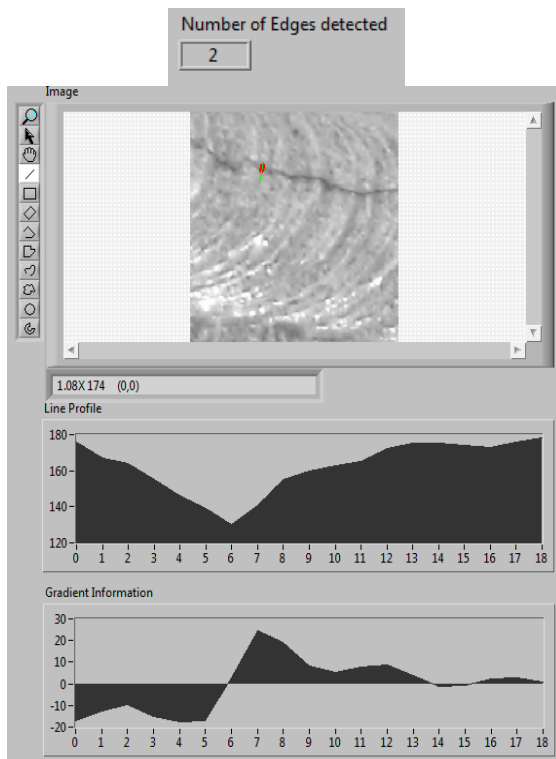 Number of Edges detected
2
Image
1.08X 174 (0,0)
Line Profile
180
160
140
120
0 1 2 3 4 5 6 7 8 9 10 11 12 13 14 15 16 17 18
Gradient Information
30
20
10
0
-10
-20
0 1 2 3 4 5 6 7 8 9 10 11 12 13 14 15 16 17 18